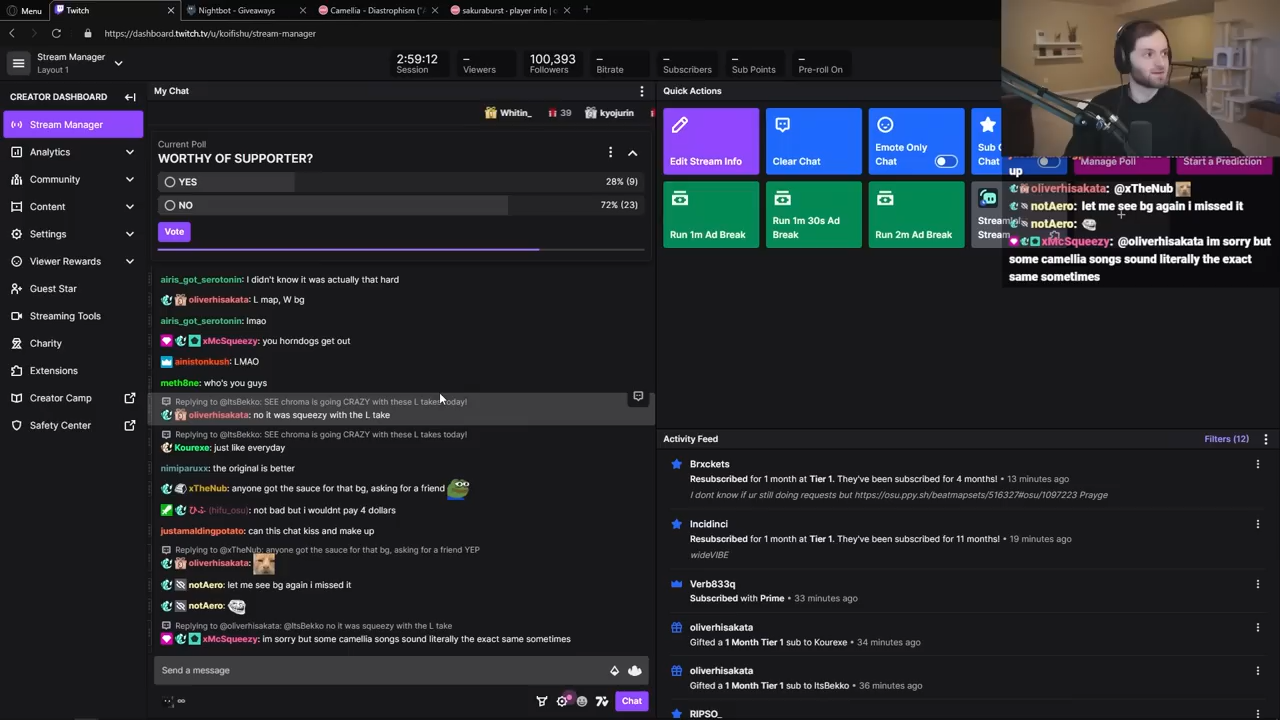 Menu
Twitch
Nightbot - Giveaways
Camellia - Diastrophism ("A
sakuraburst - player info |
https://dashboard.twitch.tv/u/koifishu/stream-manager
Stream Manager
Layout 1
2:59:12
Session
–
Viewers
100,393
Followers
–
Bitrate
–
Subscribers
–
Sub Points
–
Pre-roll On
CREATOR DASHBOARD
Stream Manager
Analytics
Community
Content
Settings
Viewer Rewards
Guest Star
Streaming Tools
Charity
Extensions
Creator Camp
Safety Center
My Chat
Whitin_
39
kyojurin
Current Poll
WORTHY OF SUPPORTER?
YES
28% (9)
NO
72% (23)
Vote
airis_got_serotonin: I didn't know it was actually that hard
oliverhisakata: L map, W bg
airis_got_serotonin: lmao
xMcSqueezy: you horndogs get out
ainistonkush: LMAO
meth8ne: who's you guys
Replying to @ItsBekko: SEE chroma is going CRAZY with these L takes today!
oliverhisakata: no it was squeezy with the L take
Replying to @ItsBekko: SEE chroma is going CRAZY with these L takes today!
Kourexe: just like everyday
nimiparuxx: the original is better
xTheNub: anyone got the sauce for that bg, asking for a friend
ひふ (hifu_osu): not bad but i wouldnt pay 4 dollars
justamaldingpotato: can this chat kiss and make up
Replying to @xTheNub: anyone got the sauce for that bg, asking for a friend YEP
oliverhisakata:
notAero: let me see bg again i missed it
notAero:
Replying to @oliverhisakata: @ItsBekko no it was squeezy with the L take
xMcSqueezy: im sorry but some camellia songs sound literally the exact same sometimes
Send a message
∞
Chat
Quick Actions
Edit Stream Info
Clear Chat
Emote Only
Chat
Sub
Chat
Manage Poll
Start a Prediction
Run 1m Ad Break
Run 1m 30s Ad
Break
Run 2m Ad Break
Stream
up
oliverhisakata: @xTheNub
notAero: let me see bg again i missed it
notAero:
xMcSqueezy: @oliverhisakata im sorry but
some camellia songs sound literally the exact
same sometimes
Activity Feed
Filters (12)
Brxckets
Resubscribed for 1 month at Tier 1. They've been subscribed for 4 months! • 13 minutes ago
I dont know if ur still doing requests but https://osu.ppy.sh/beatmapsets/516327#osu/1097223 Prayge
Incidinci
Resubscribed for 1 month at Tier 1. They've been subscribed for 11 months! • 19 minutes ago
wideVIBE
Verb833q
Subscribed with Prime • 33 minutes ago
oliverhisakata
Gifted a 1 Month Tier 1 sub to Kourexe • 34 minutes ago
oliverhisakata
Gifted a 1 Month Tier 1 sub to ItsBekko • 36 minutes ago
RIPSO_